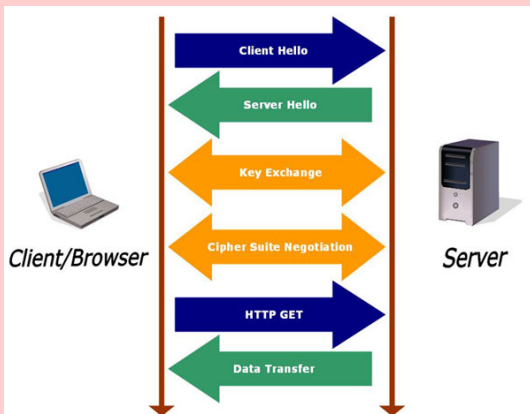 Client Hello
Server Hello
Key Exchange
Client/Browser
Server
Cipher Suite Negotiation
HTTP GET
Data Transfer